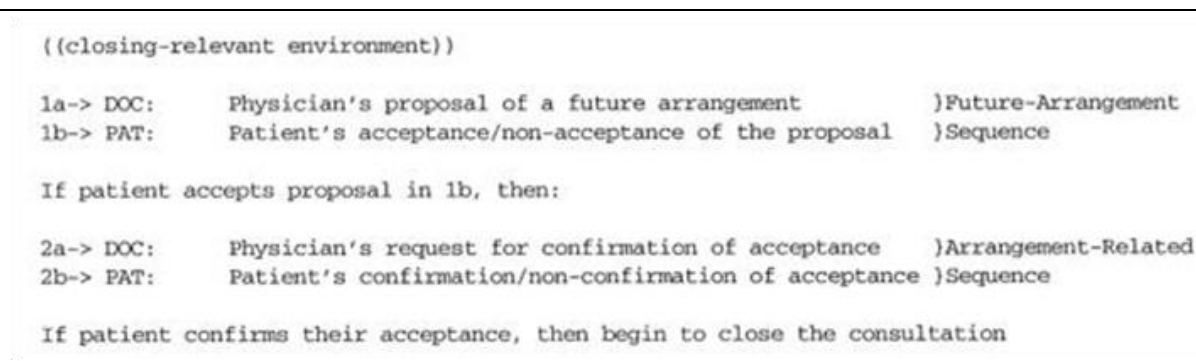 ((closing-relevant environment))
1a-> DOC: Physician's proposal of a future arrangement }Future-Arrangement
1b-> PAT: Patient's acceptance/non-acceptance of the proposal }Sequence
If patient accepts proposal in 1b, then:
2a-> DOC: Physician's request for confirmation of acceptance }Arrangement-Related
2b-> PAT: Patient's confirmation/non-confirmation of acceptance }Sequence
If patient confirms their acceptance, then begin to close the consultation